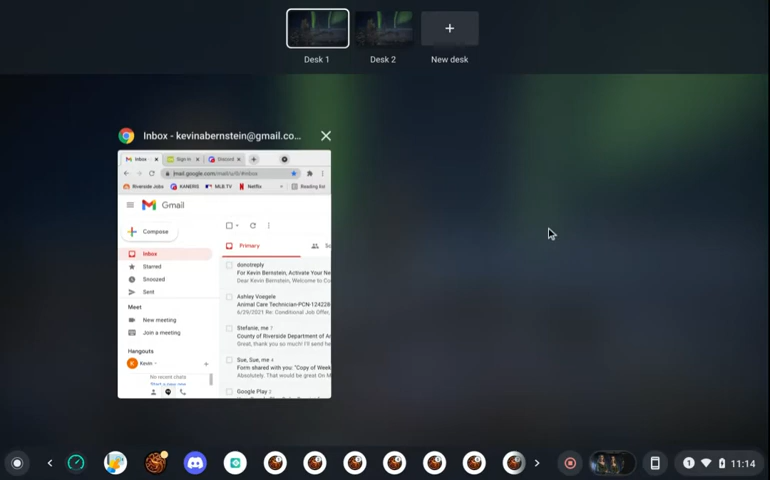 Desk 1
Desk 2
New desk
Inbox - kevinabernstein@gmail.co...
Inbox
Sign in
Discord
mail.google.com/mail/u/0/#inbox
Riverside Jobs
KANERIS
MLB TV
Netflix
Reading list
Gmail
Compose
Inbox
Primary
Starred
donotreply
Snoozed
For Kevin Bernstein, Activate Your Ne
Dear Kevin Bernstein, Welcome to Co
Sent
Ashley Voegele
Meet
Animal Care Technician-PCN-124228
6/29/2021 Re: Conditional Job Offer,
New meeting
Stefanie, me 7
Join a meeting
County of Riverside Department of An
Great, thank you so much! I'll send he
Hangouts
Sue, Sue, me 4
Kevin
Form shared with you: "Copy of Week
Absolutely. That would be great On M
No recent chats
Start a new one
Google Play 2
1
11:14